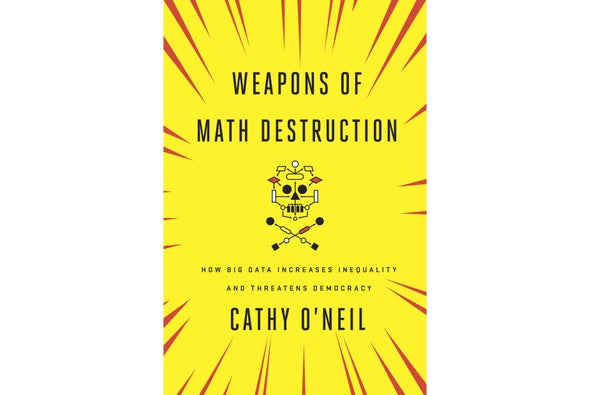 WEAPONS OF
MATH DESTRUCTION
HOW BIG DATA INCREASES INEQUALITY
AND THREATENS DEMOCRACY
CATHY O'NEIL